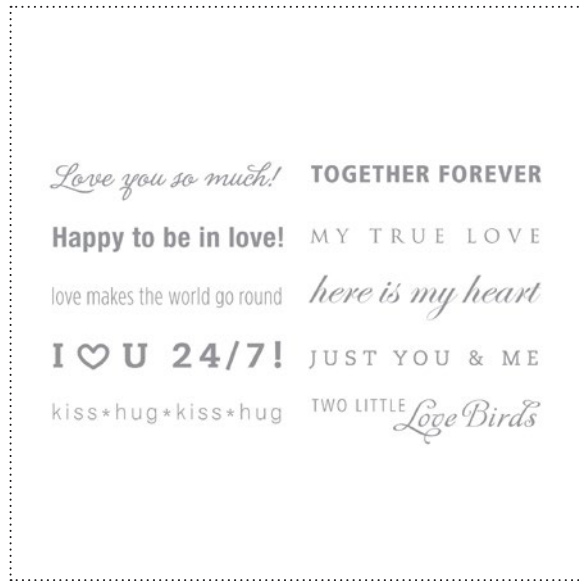 Love you so much!
Happy to be in love!
love makes the world go round
I ♡ U 24/7!
kiss*hug*kiss*hug
TOGETHER FOREVER
MY TRUE LOVE
here is my heart
JUST YOU & ME
TWO LITTLE Love Birds